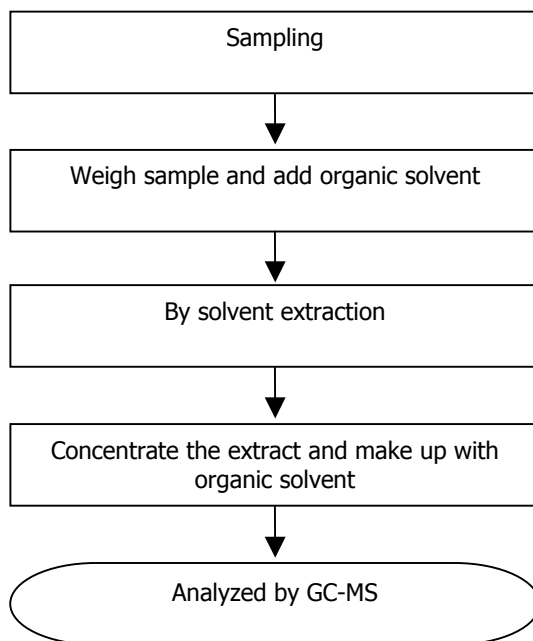 Sampling
Weigh sample and add organic solvent
By solvent extraction
Concentrate the extract and make up with
organic solvent
Analyzed by GC-MS